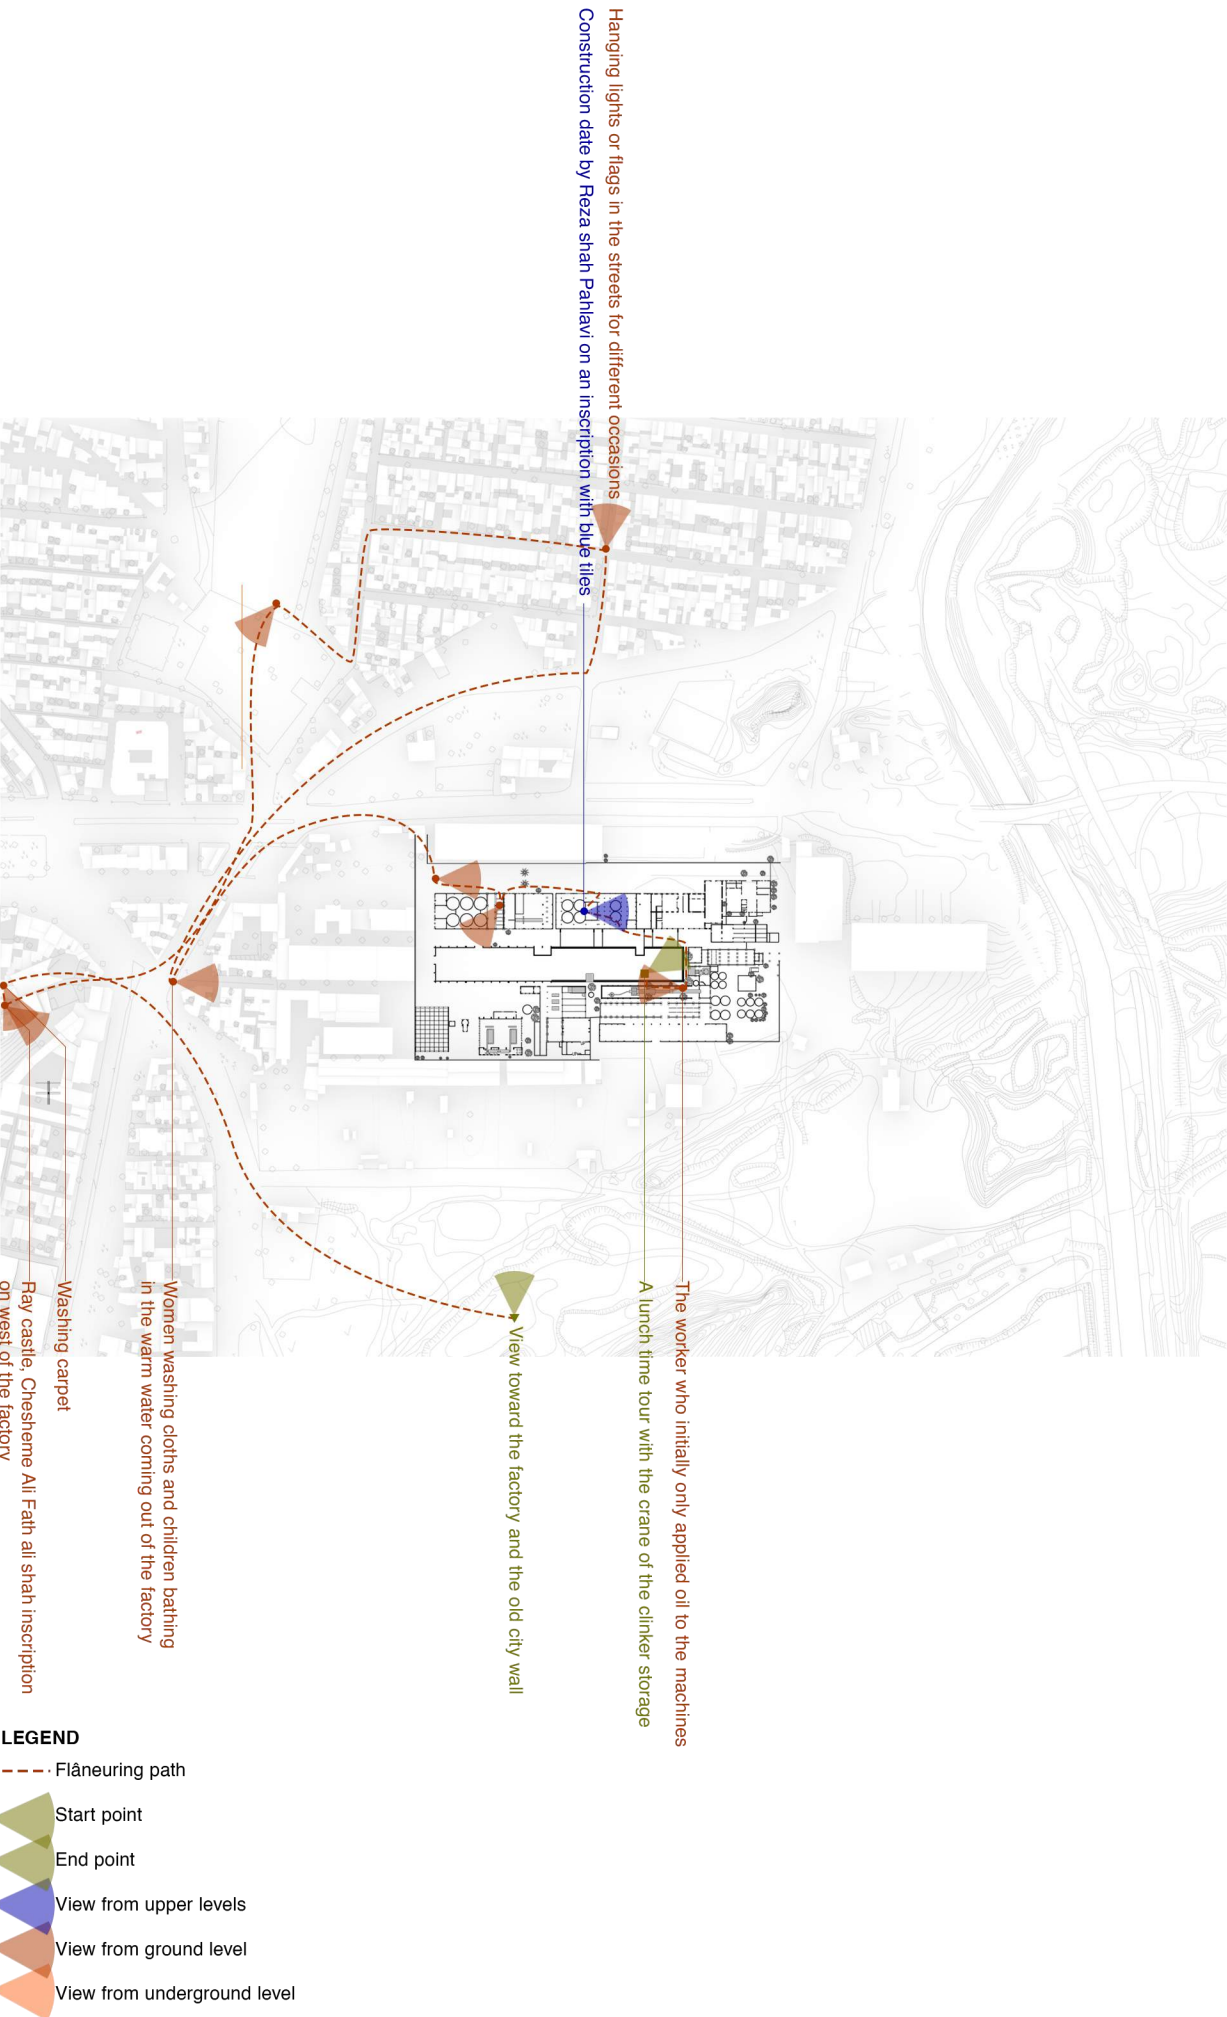 Hanging lights or flags in the streets for different occasions
Construction date by Reza shah Pahlavi on an inscription with blue tiles
The worker who initially only applied oil to the machines
A lunch time tour with the crane of the clinker storage
View toward the factory and the old city wall
Women washing cloths and children bathing
in the warm water coming out of the factory
Washing carpet
Ray castle, Chesheme Ali Fath ali shah inscription
on west of the factory
LEGEND
Flâneuring path
Start point
End point
View from upper levels
View from ground level
View from underground level